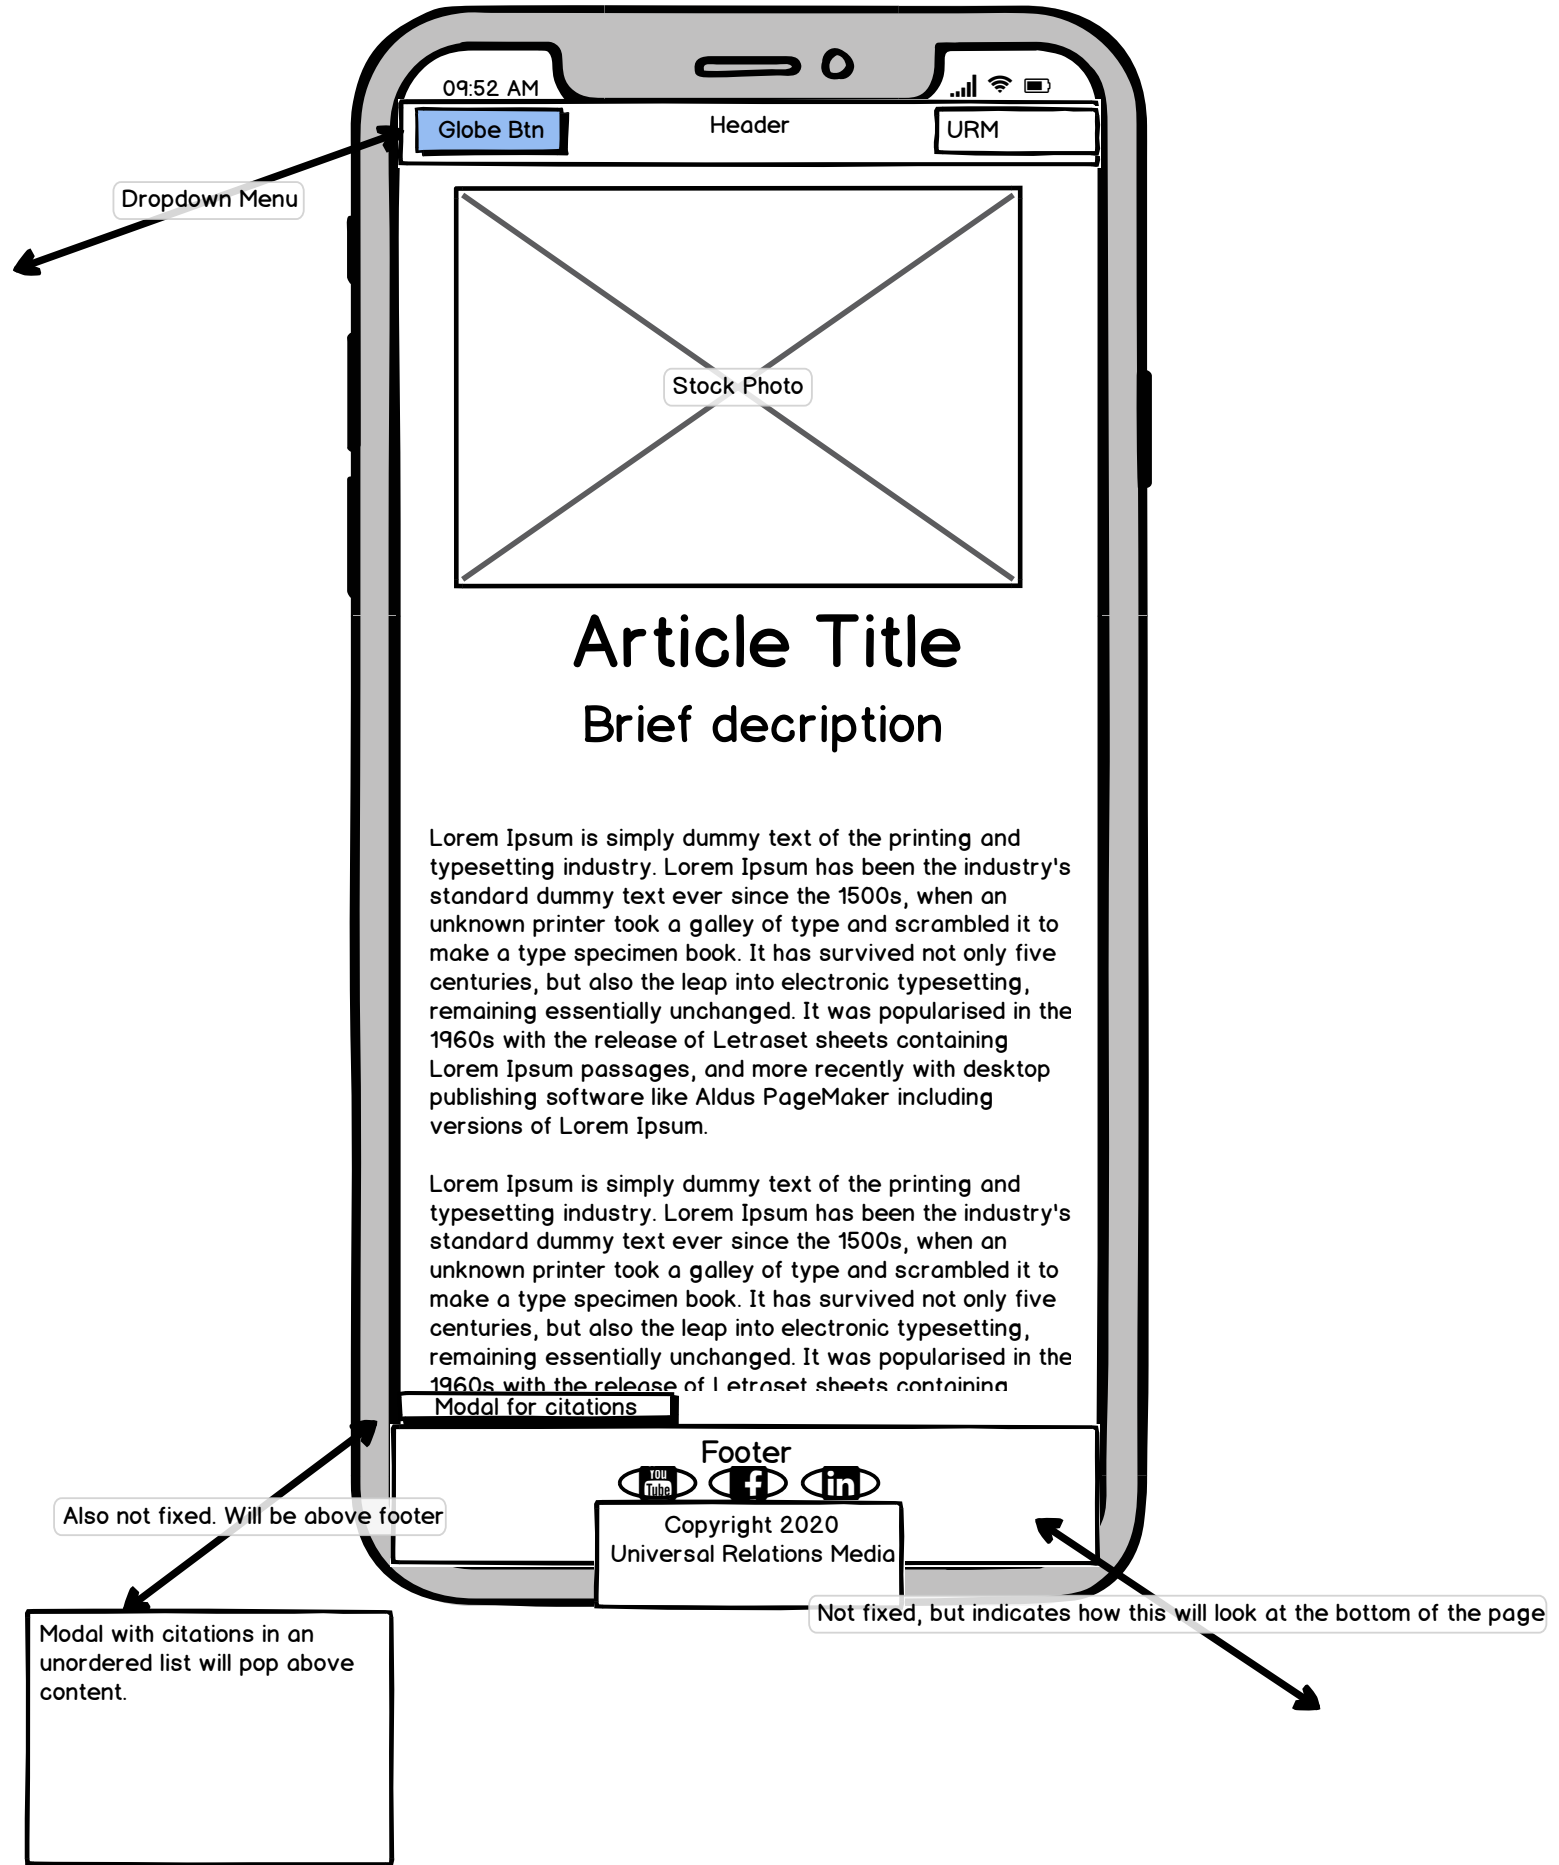 09:52 AM
Globe Btn
Header
URM
Dropdown Menu
Stock Photo
Article Title
Brief decription
Lorem Ipsum is simply dummy text of the printing and
typesetting industry. Lorem Ipsum has been the industry's
standard dummy text ever since the 1500s, when an
unknown printer took a galley of type and scrambled it to
make a type specimen book. It has survived not only five
centuries, but also the leap into electronic typesetting,
remaining essentially unchanged. It was popularised in the
1960s with the release of Letraset sheets containing
Lorem Ipsum passages, and more recently with desktop
publishing software like Aldus PageMaker including
versions of Lorem Ipsum.
Lorem Ipsum is simply dummy text of the printing and
typesetting industry. Lorem Ipsum has been the industry's
standard dummy text ever since the 1500s, when an
unknown printer took a galley of type and scrambled it to
make a type specimen book. It has survived not only five
centuries, but also the leap into electronic typesetting,
remaining essentially unchanged. It was popularised in the
1960s with the release of Letraset sheets containing
Modal for citations
Footer
You Tube
f
in
Copyright 2020
Universal Relations Media
Also not fixed. Will be above footer
Not fixed, but indicates how this will look at the bottom of the page
Modal with citations in an
unordered list will pop above
content.